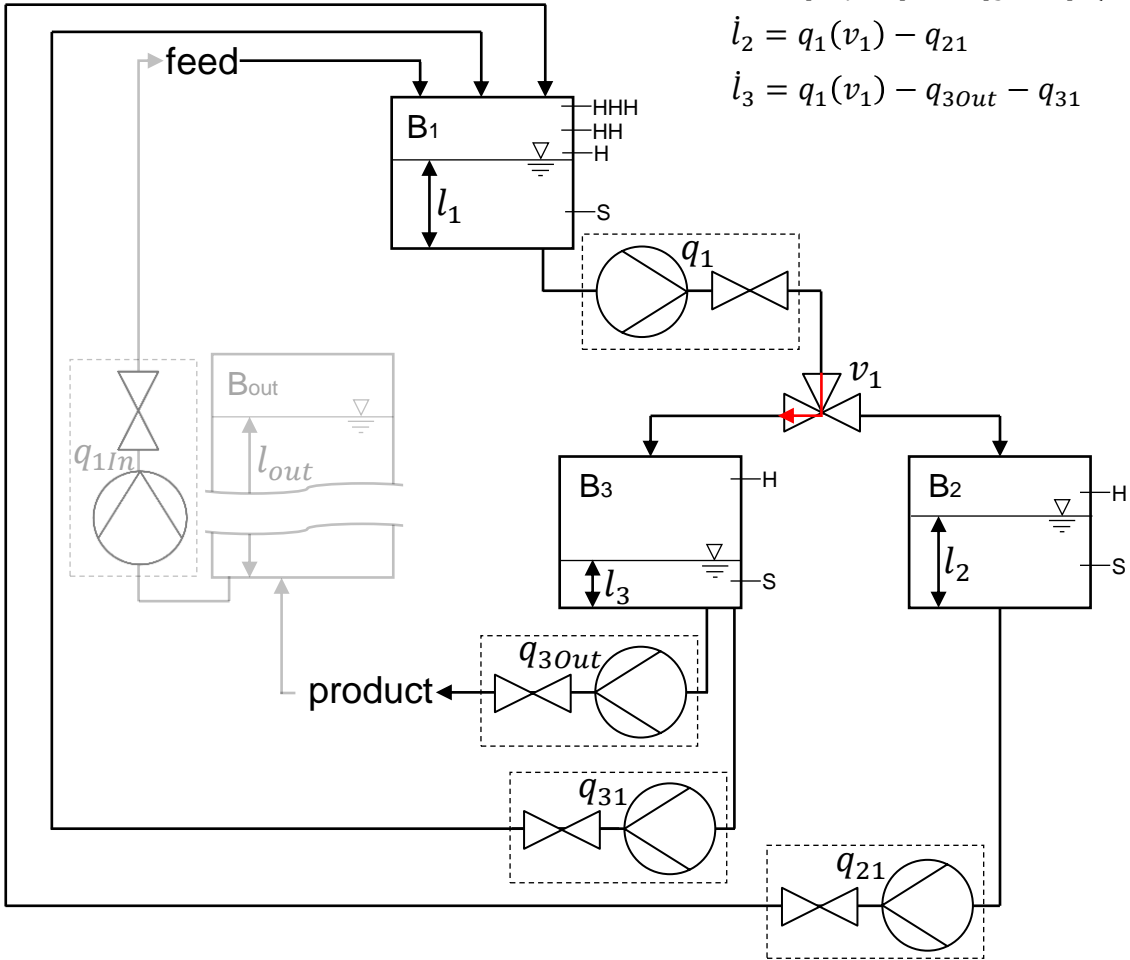 l̇₂ = q₁(v₁) − q₂₁
l̇₃ = q₁(v₁) − q₃Out − q₃₁
feed
B₁
HHH
HH
H
l₁
S
q₁
v₁
Bout
lout
q₁In
B₃
H
l₃
S
B₂
H
l₂
S
q₃Out
product
q₃₁
q₂₁